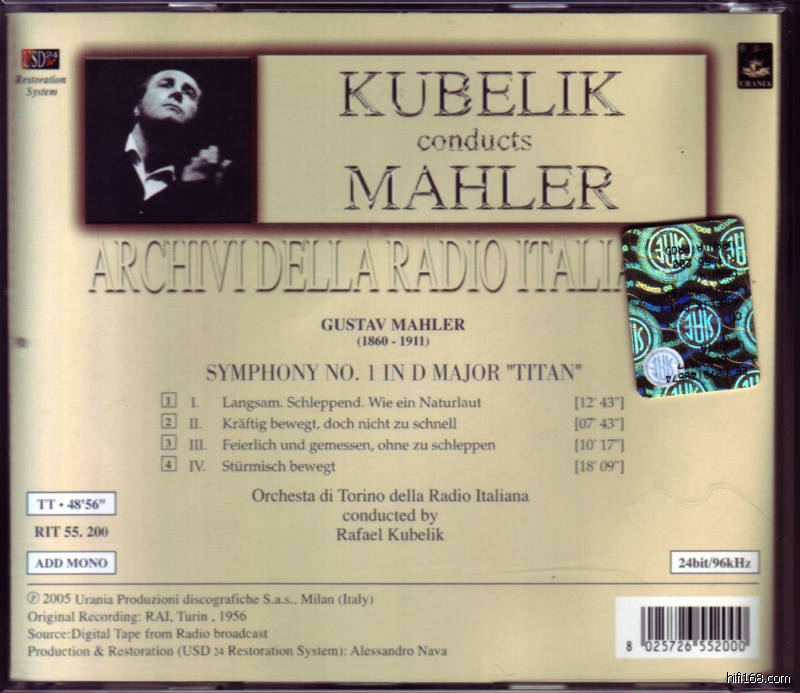 USD 24
Restoration
System
URANIA
KUBELIK
conducts
MAHLER
ARCHIVI DELLA RADIO ITALI
GUSTAV MAHLER
(1860 - 1911)
SYMPHONY NO. 1 IN D MAJOR "TITAN"
1 I. Langsam. Schleppend. Wie ein Naturlaut [12' 43"]
2 II. Kräftig bewegt, doch nicht zu schnell [07' 43"]
3 III. Feierlich und gemessen, ohne zu schleppen [10' 17"]
4 IV. Stürmisch bewegt [18' 09"]
Orchesta di Torino della Radio Italiana
conducted by
Rafael Kubelik
TT • 48'56"
RIT 55. 200
ADD MONO
24bit/96kHz
℗ 2005 Urania Produzioni discografiche S.a.s., Milan (Italy)
Original Recording: RAI, Turin , 1956
Source:Digital Tape from Radio broadcast
Production & Restoration (USD 24 Restoration System): Alessandro Nava
8 025726 552000
hifi168.com